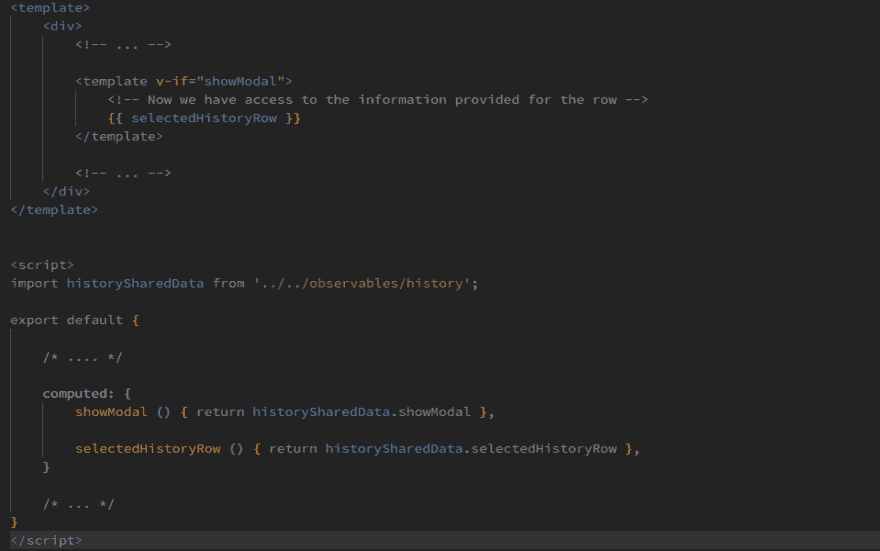 <template>
<div>
<!-- ... -->
<template v-if="showModal">
<!-- Now we have access to the information provided for the row -->
{{ selectedHistoryRow }}
</template>
<!-- ... -->
</div>
</template>
<script>
import historySharedData from '../../observables/history';
export default {
/* .... */
computed: {
showModal () { return historySharedData.showModal },
selectedHistoryRow () { return historySharedData.selectedHistoryRow },
}
/* ... */
}
</script>